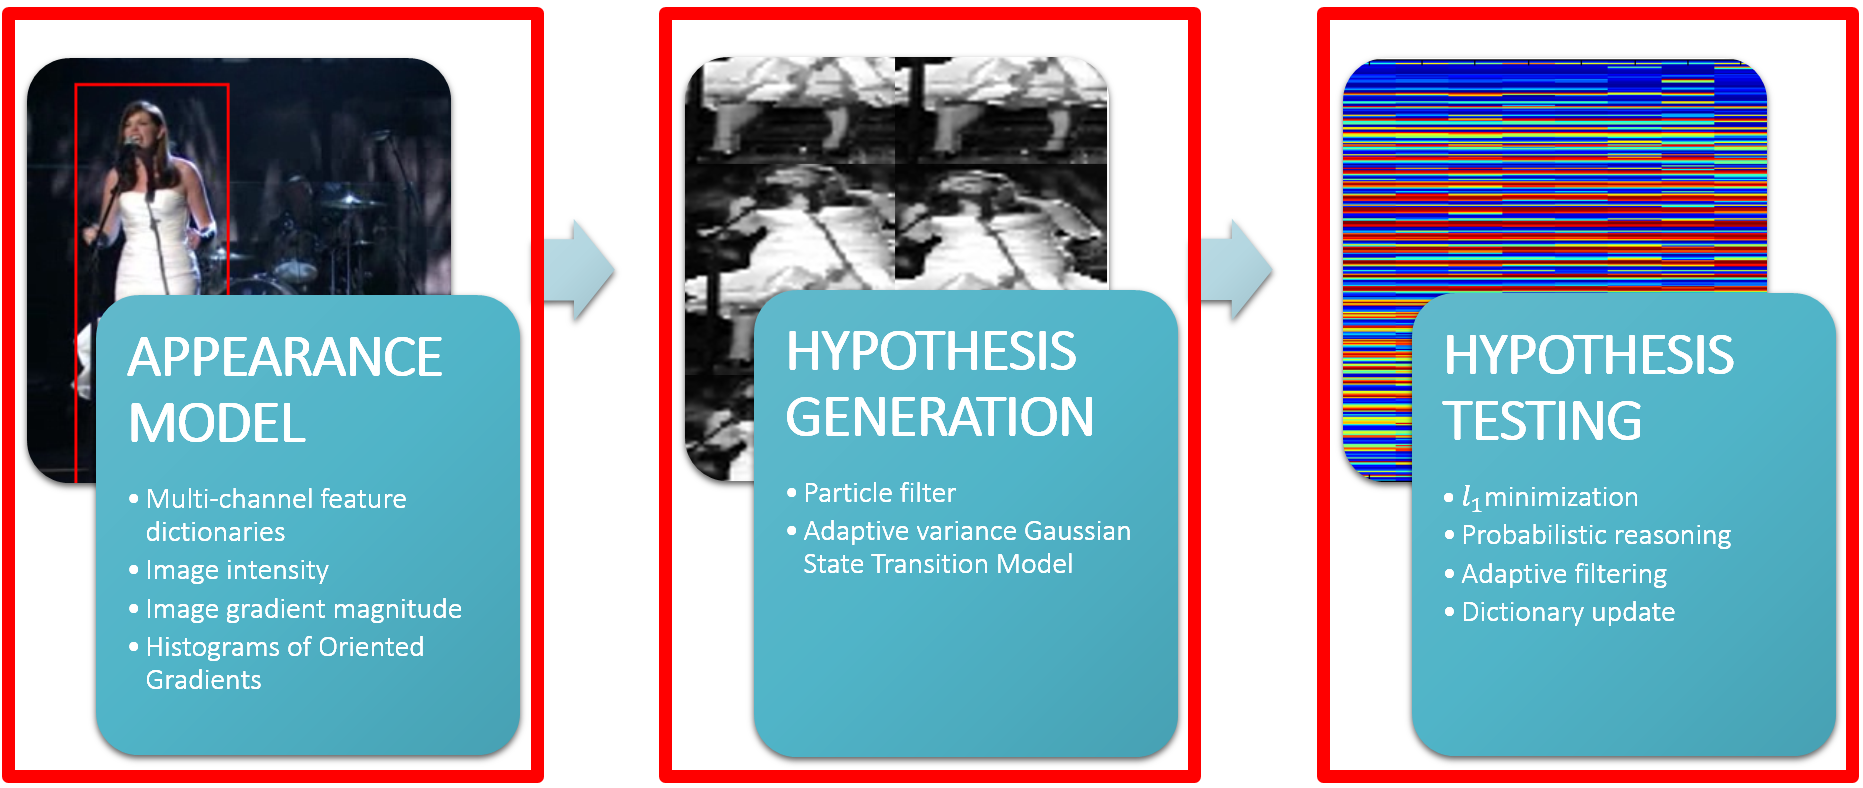 APPEARANCE
MODEL
• Multi-channel feature
dictionaries
• Image intensity
• Image gradient magnitude
• Histograms of Oriented
Gradients
HYPOTHESIS
GENERATION
• Particle filter
• Adaptive variance Gaussian
State Transition Model
HYPOTHESIS
TESTING
• l₁ minimization
• Probabilistic reasoning
• Adaptive filtering
• Dictionary update